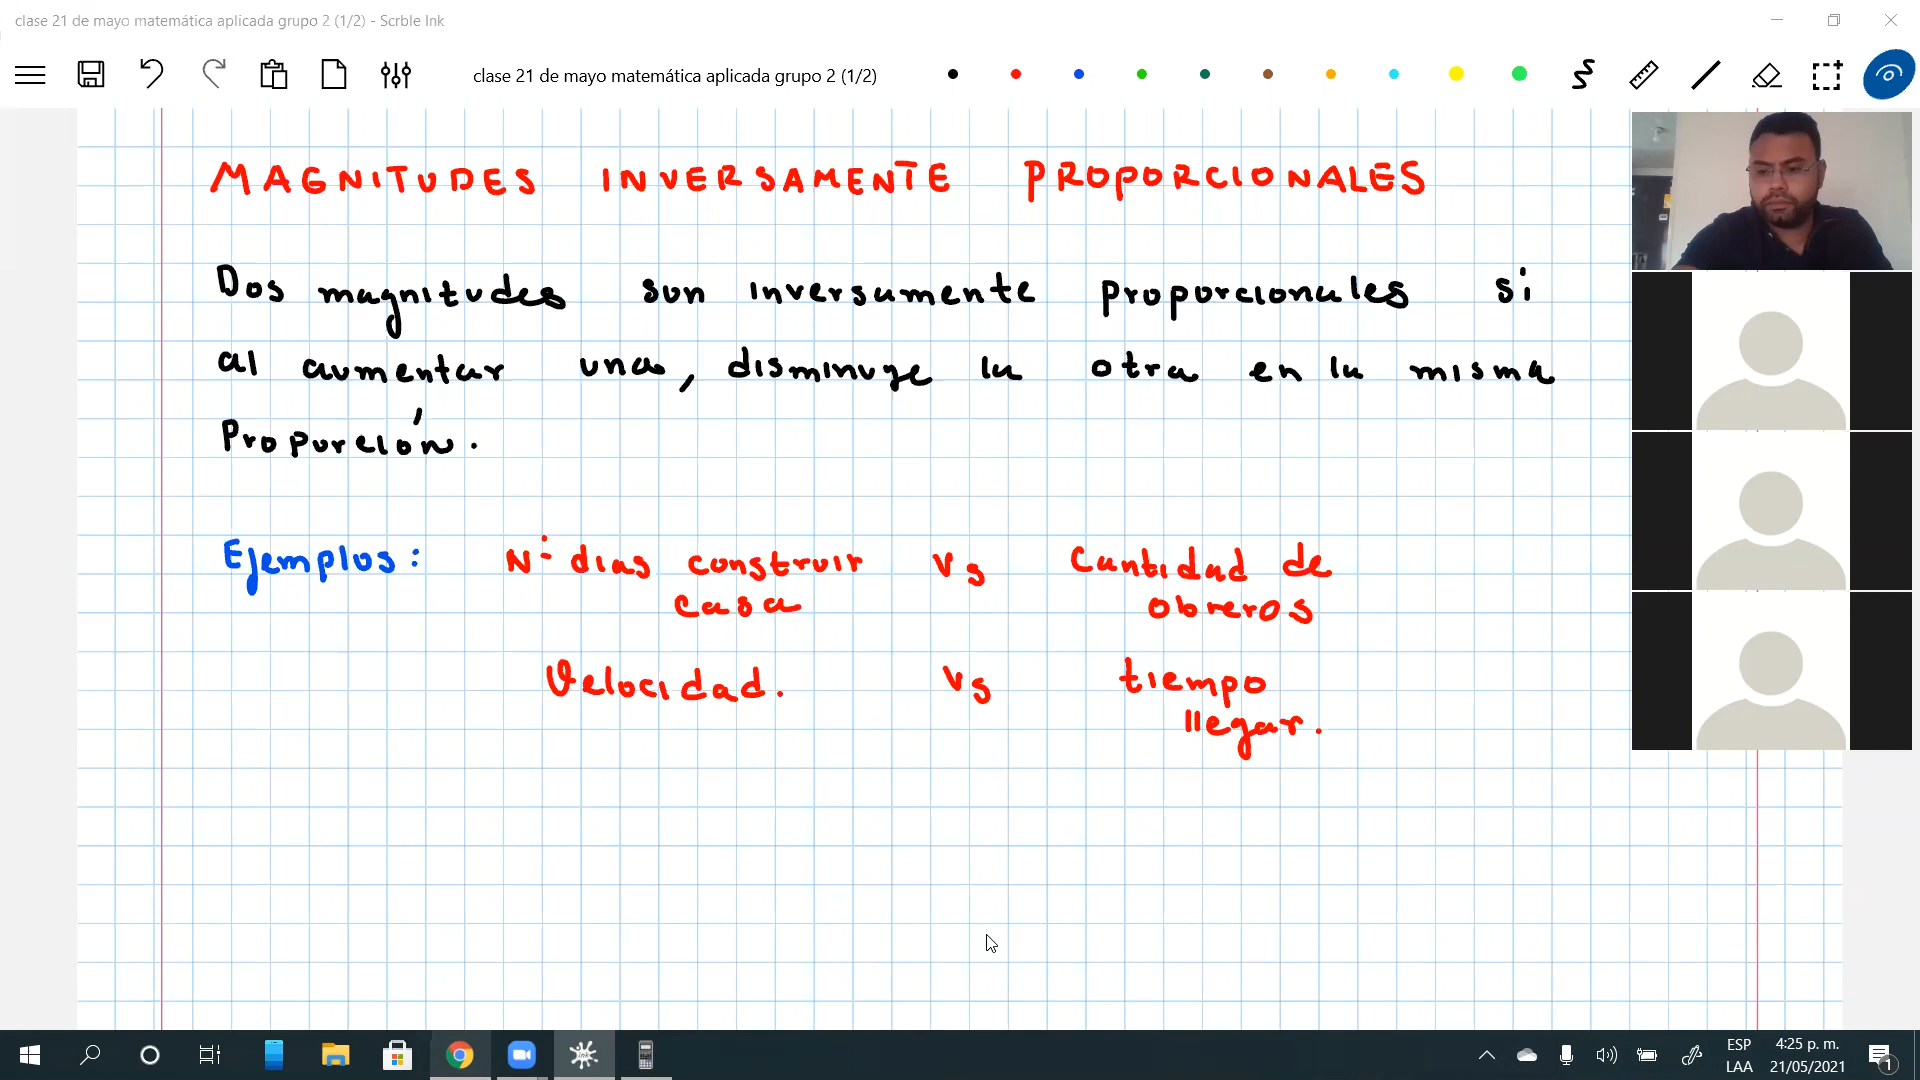 clase 21 de mayo matemática aplicada grupo 2 (1/2) - Scrble Ink
clase 21 de mayo matemática aplicada grupo 2 (1/2)
MAGNITUDES INVERSAMENTE PROPORCIONALES
Dos magnitudes son inversamente proporcionales si
al aumentar una, disminuye la otra en la misma
Proporción.
Ejemplos: N° dias construir Vs Cantidad de
casa obreros
Velocidad. Vs tiempo
llegar.
ESP 4:25 p. m.
LAA 21/05/2021 1